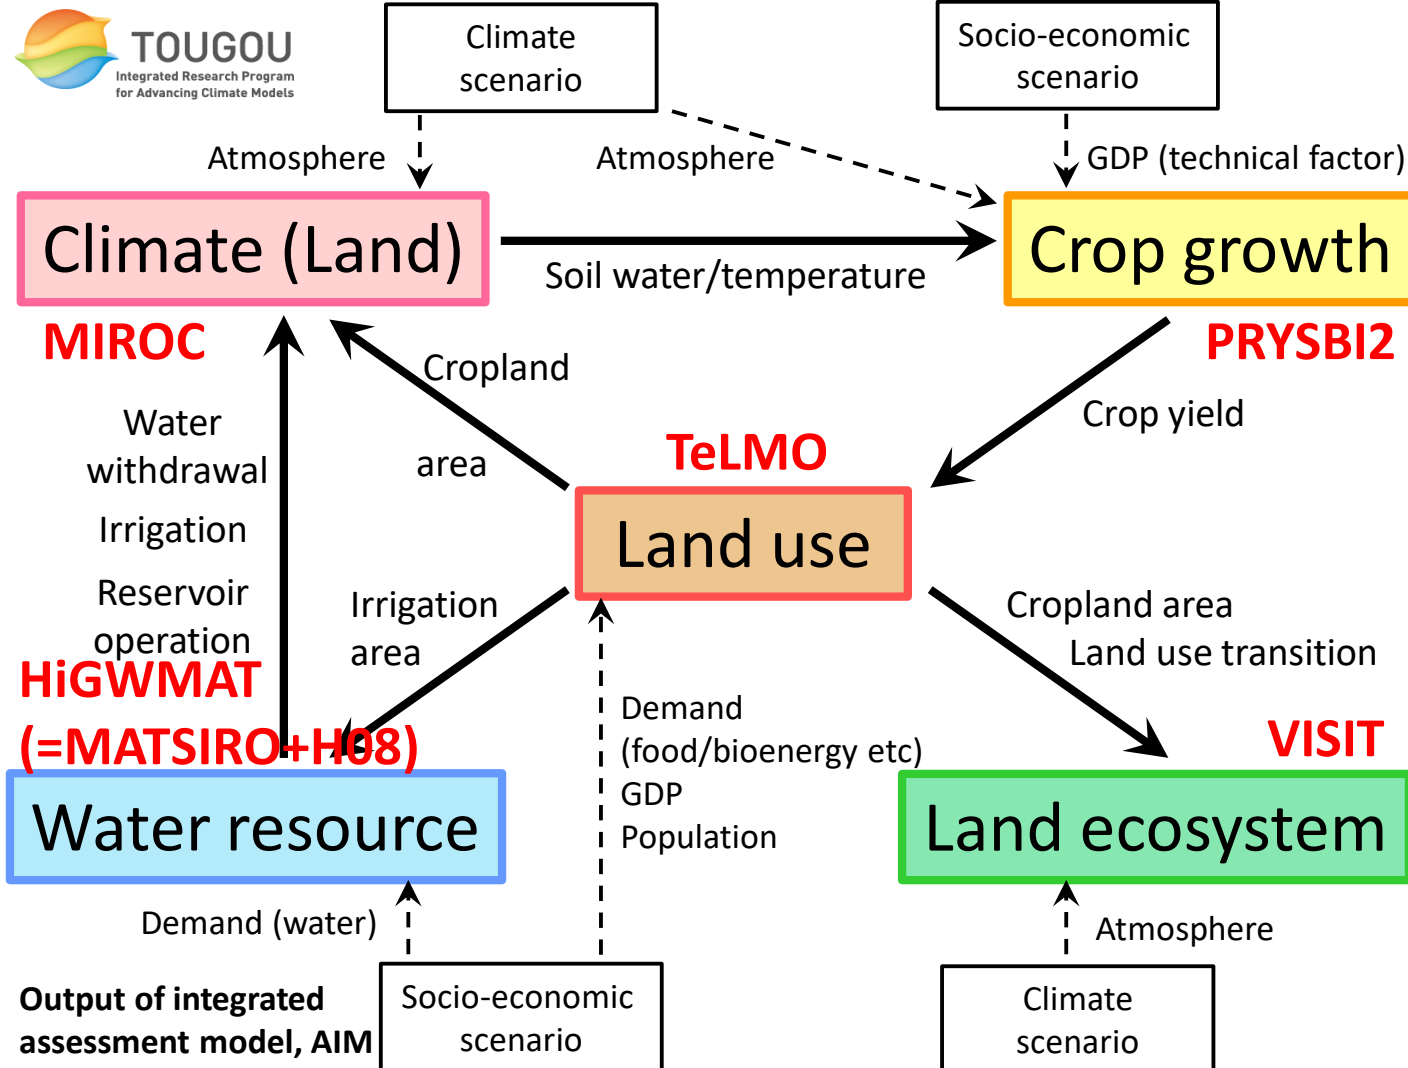 TOUGOU
Integrated Research Program
for Advancing Climate Models
Climate
scenario
Socio-economic
scenario
Atmosphere
Atmosphere
GDP (technical factor)
Climate (Land)
Soil water/temperature
Crop growth
MIROC
PRYSBI2
Cropland
area
Crop yield
Water
withdrawal
Irrigation
Reservoir
operation
TeLMO
Land use
Irrigation
area
Cropland area
Land use transition
HiGWMAT
(=MATSIRO+H08)
Demand
(food/bioenergy etc)
GDP
Population
VISIT
Water resource
Land ecosystem
Demand (water)
Atmosphere
Output of integrated
assessment model, AIM
Socio-economic
scenario
Climate
scenario